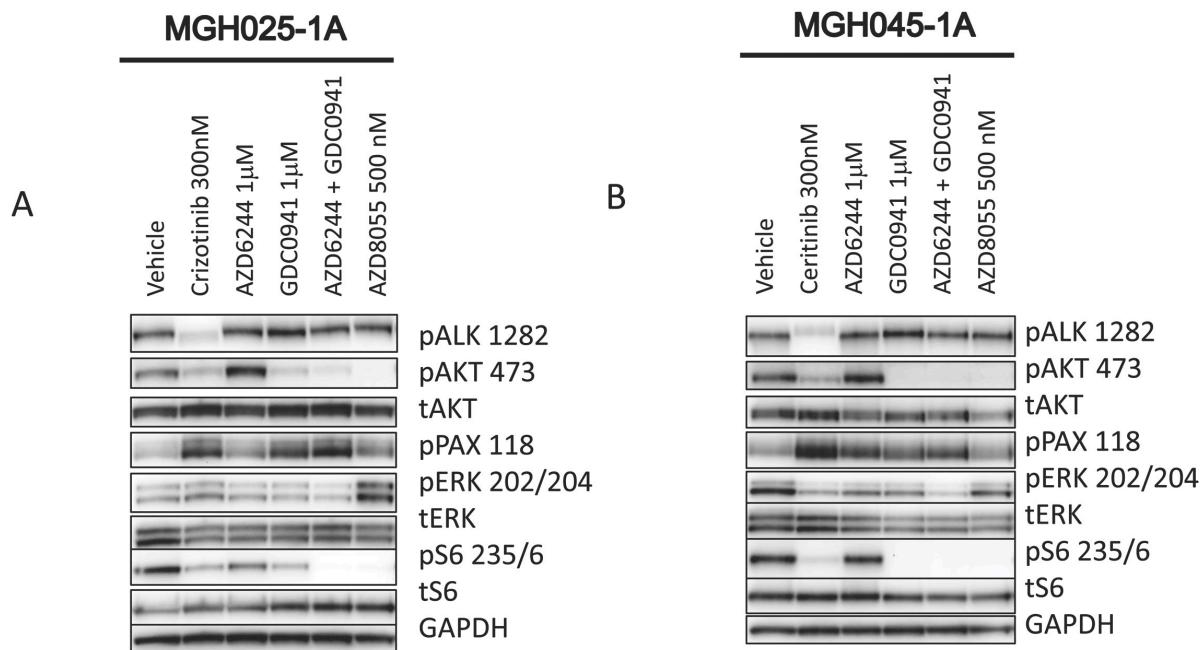 MGH025-1A
A
Vehicle
Crizotinib 300nM
AZD6244 1µM
GDC0941 1µM
AZD6244 + GDC0941
AZD8055 500 nM
pALK 1282
pAKT 473
tAKT
pPAX 118
pERK 202/204
tERK
pS6 235/6
tS6
GAPDH
MGH045-1A
B
Vehicle
Ceritinib 300nM
AZD6244 1µM
GDC0941 1µM
AZD6244 + GDC0941
AZD8055 500 nM
pALK 1282
pAKT 473
tAKT
pPAX 118
pERK 202/204
tERK
pS6 235/6
tS6
GAPDH